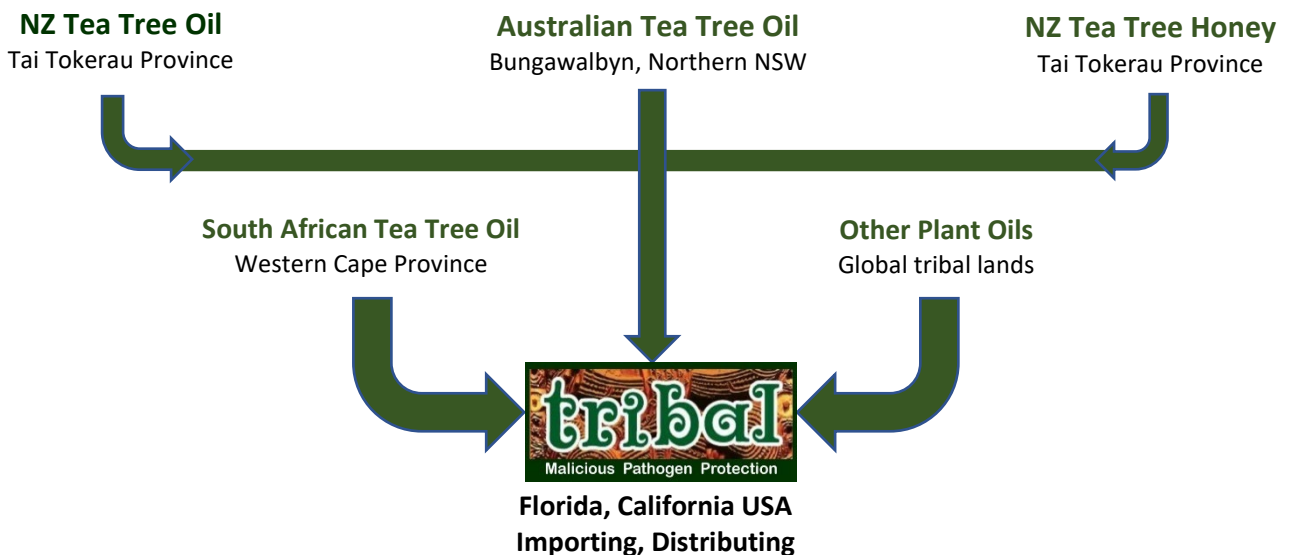 NZ Tea Tree Oil
Tai Tokerau Province
Australian Tea Tree Oil
Bungawalbyn, Northern NSW
NZ Tea Tree Honey
Tai Tokerau Province
South African Tea Tree Oil
Western Cape Province
Other Plant Oils
Global tribal lands
tribal
Malicious Pathogen Protection
Florida, California USA
Importing, Distributing